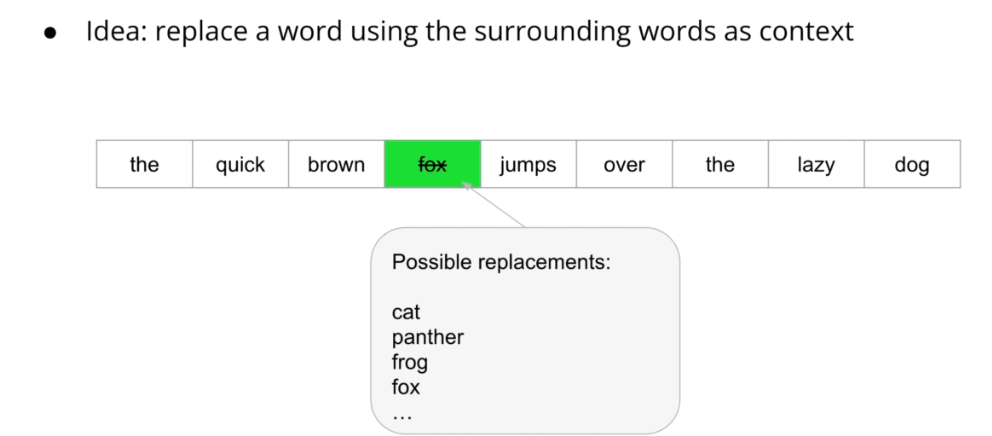 ● Idea: replace a word using the surrounding words as context
the quick brown fox jumps over the lazy dog
Possible replacements:
cat
panther
frog
fox
...